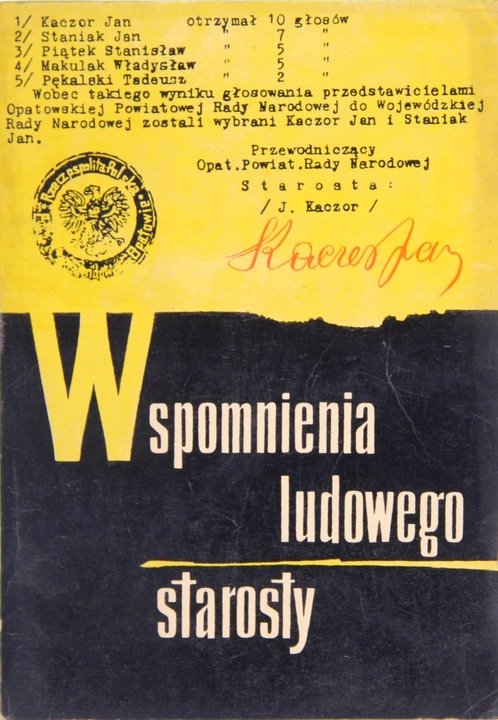 1/ Kaczor Jan otrzymał 10 głosów
2/ Staniak Jan " 7 "
3/ Piątek Stanisław " 5 "
4/ Makulak Władysław " 5 "
5/ Pękalski Tadeusz " 2 "
Wobec takiego wyniku głosowania przedstawicielami
Opatowskiej Powiatowej Rady Narodowej do Wojewódzkiej
Rady Narodowej zostali wybrani Kaczor Jan i Staniak
Jan.
Przewodniczący
Opat.Powiat.Rady Narodowej
Starosta:
/ J. Kaczor /
Rzeczpospolita Polska
Kaczor Jan
Wspomnienia
ludowego
starosty